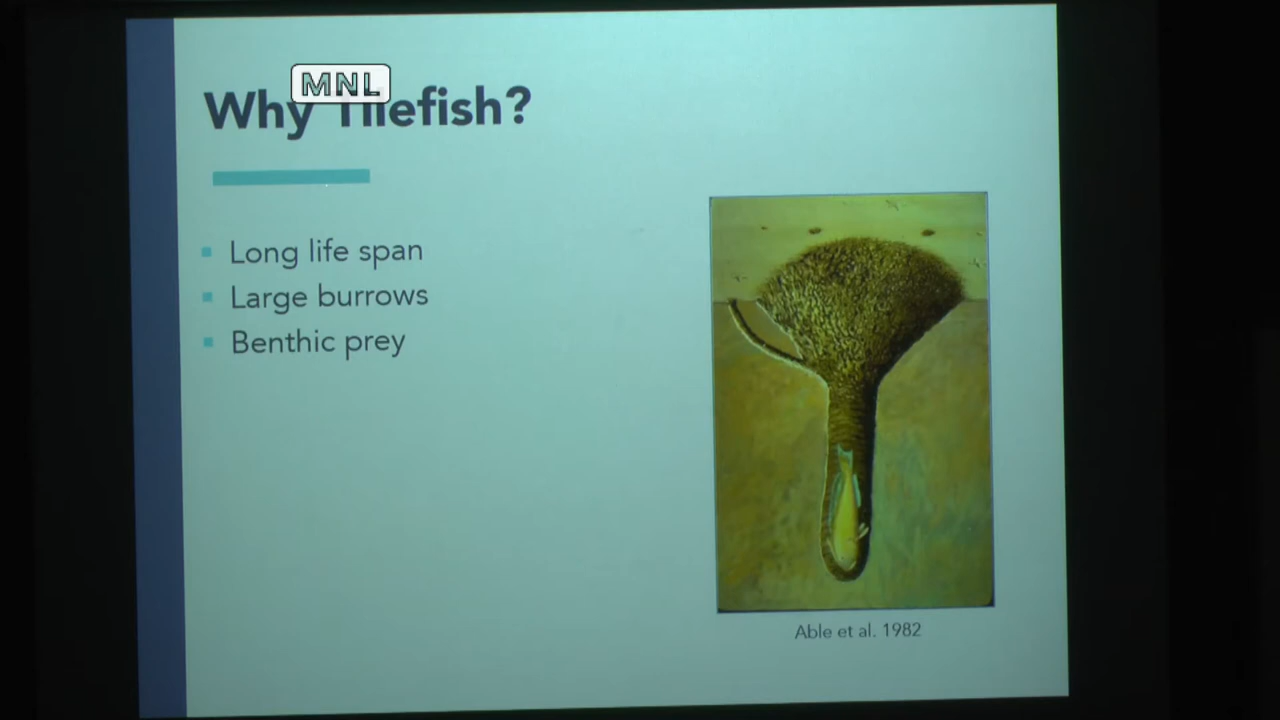 MNL
Why Tilefish?
Long life span
Large burrows
Benthic prey
Able et al. 1982